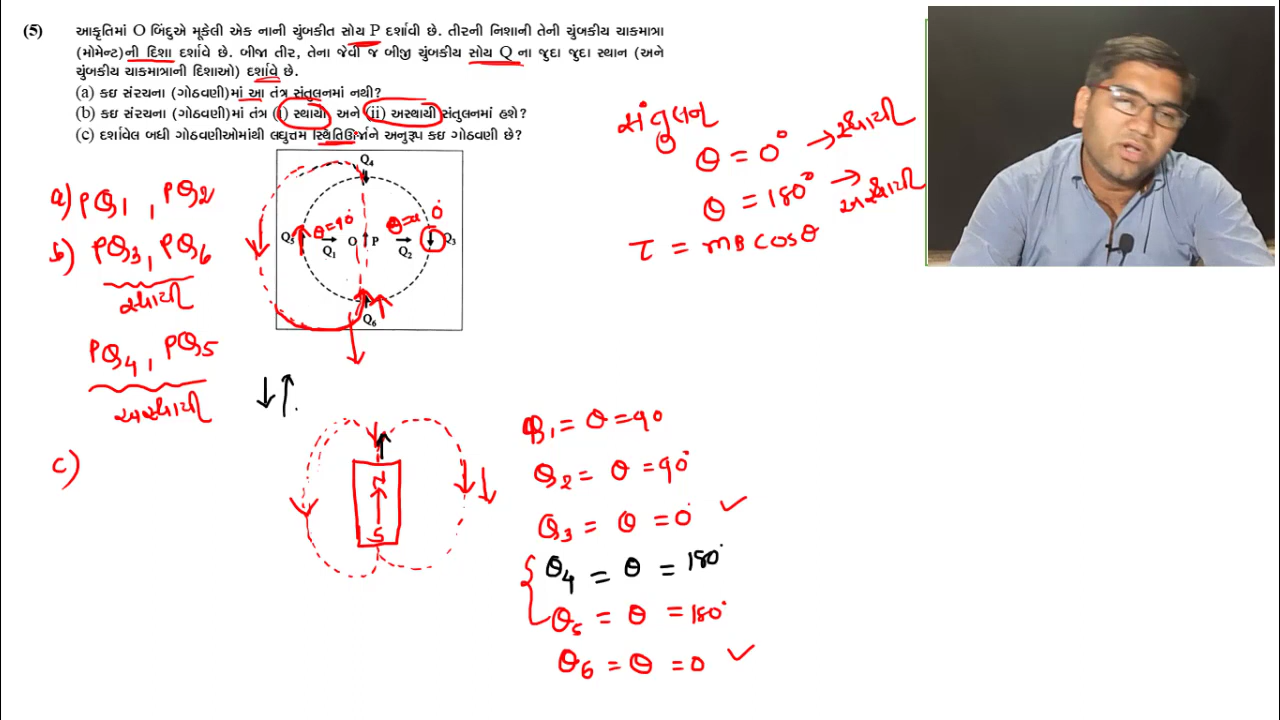 (5) આકૃતિમાં O બિંદુએ મૂકેલી એક નાની ચુંબકીત સોય P દર્શાવી છે. તીરની નિશાની તેની ચુંબકીય ચાકમાત્રા
(મોમેન્ટ)ની દિશા દર્શાવે છે. બીજા તીર, તેના જેવી જ બીજી ચુંબકીય સોય Q ના જુદા જુદા સ્થાન (અને
ચુંબકીય ચાકમાત્રાની દિશાઓ) દર્શાવે છે.
(a) કઇ સંરચના (ગોઠવણી)માં આ તંત્ર સંતુલનમાં નથી?
(b) કઇ સંરચના (ગોઠવણી)માં તંત્ર (i) સ્થાયી અને (ii) અસ્થાયી સંતુલનમાં હશે?
(c) દર્શાવેલ બધી ગોઠવણીઓમાંથી લઘુત્તમ સ્થિતિઊર્જાને અનુરૂપ કઇ ગોઠવણી છે?
સંતુલન
θ = 0° → સ્થાયી
θ = 180° → અસ્થાયી
τ = mB cosθ
a) PQ1 , PQ2
b) PQ3, PQ6
સ્થાયી
PQ4, PQ5
અસ્થાયી
c)
Q4
Q5 θ=90° O P 0° Q3
Q1 Q2
Q6
N
S
Q1 = θ = 90
Q2 = θ = 90°
Q3 = θ = 0° ✓
Q4 = θ = 180°
Q5 = θ = 180°
Q6 = θ = 0 ✓